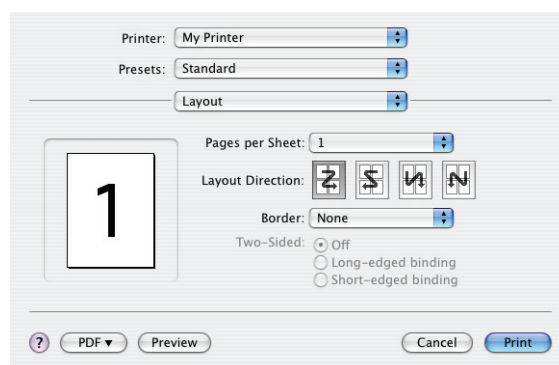 Printer: My Printer
Presets: Standard
Layout
Pages per Sheet: 1
Layout Direction:
1
Border: None
Two-Sided: Off
Long-edged binding
Short-edged binding
? PDF ▼ Preview Cancel Print